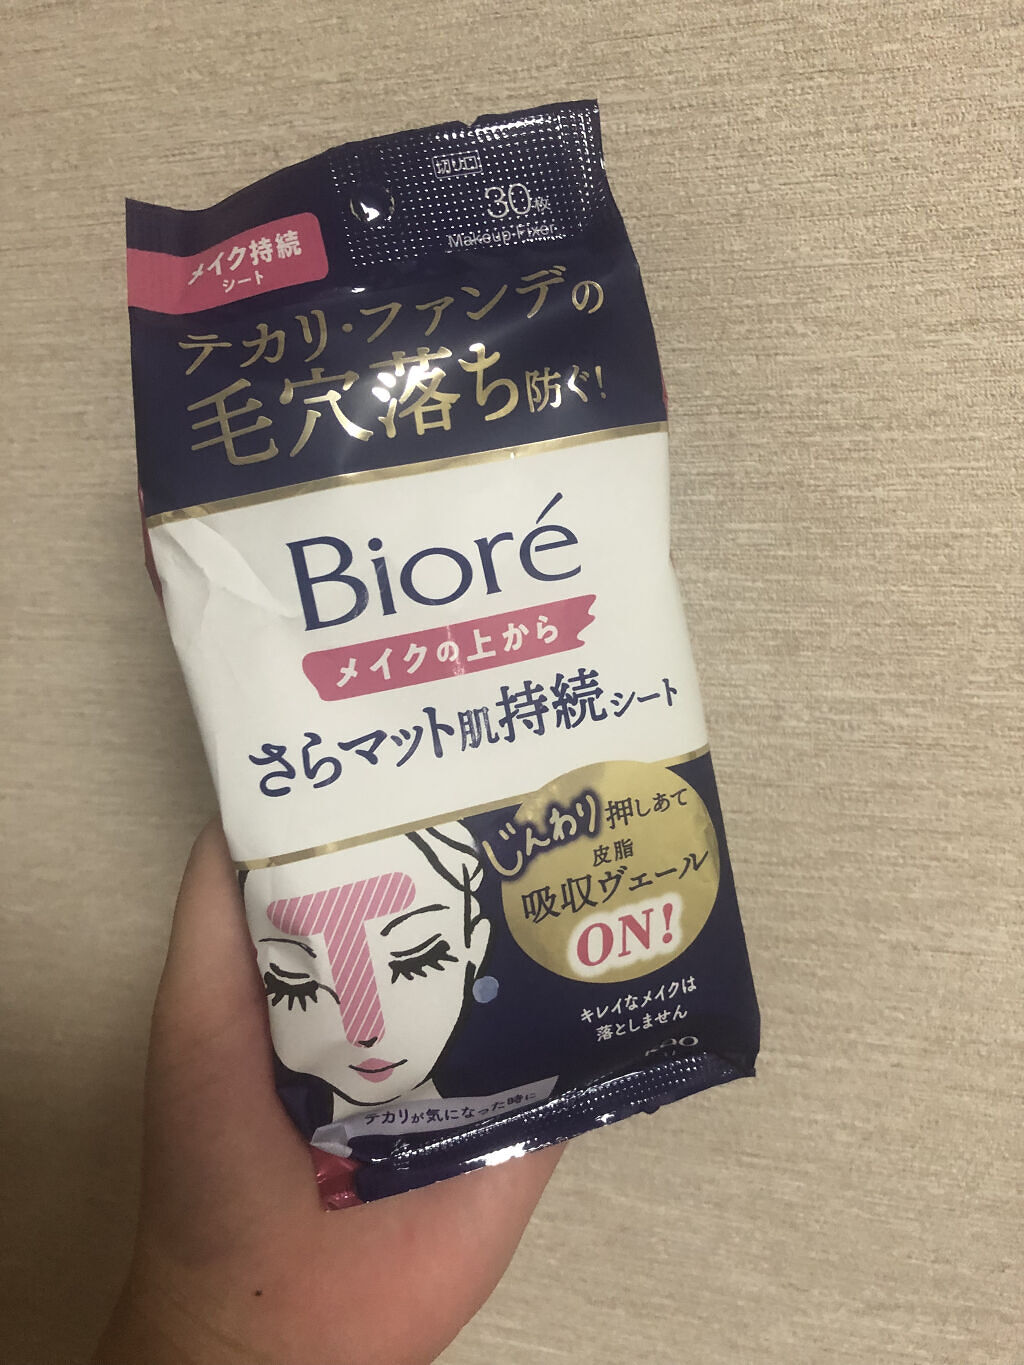 切り口
30枚
Makeup Fixer
メイク持続
シート
テカリ・ファンデの
毛穴落ち防ぐ!
Bioré
メイクの上から
さらマット肌持続シート
じんわり押しあて
皮脂
吸収ヴェール
ON!
T
キレイなメイクは
落としません
テカリが気になった時に